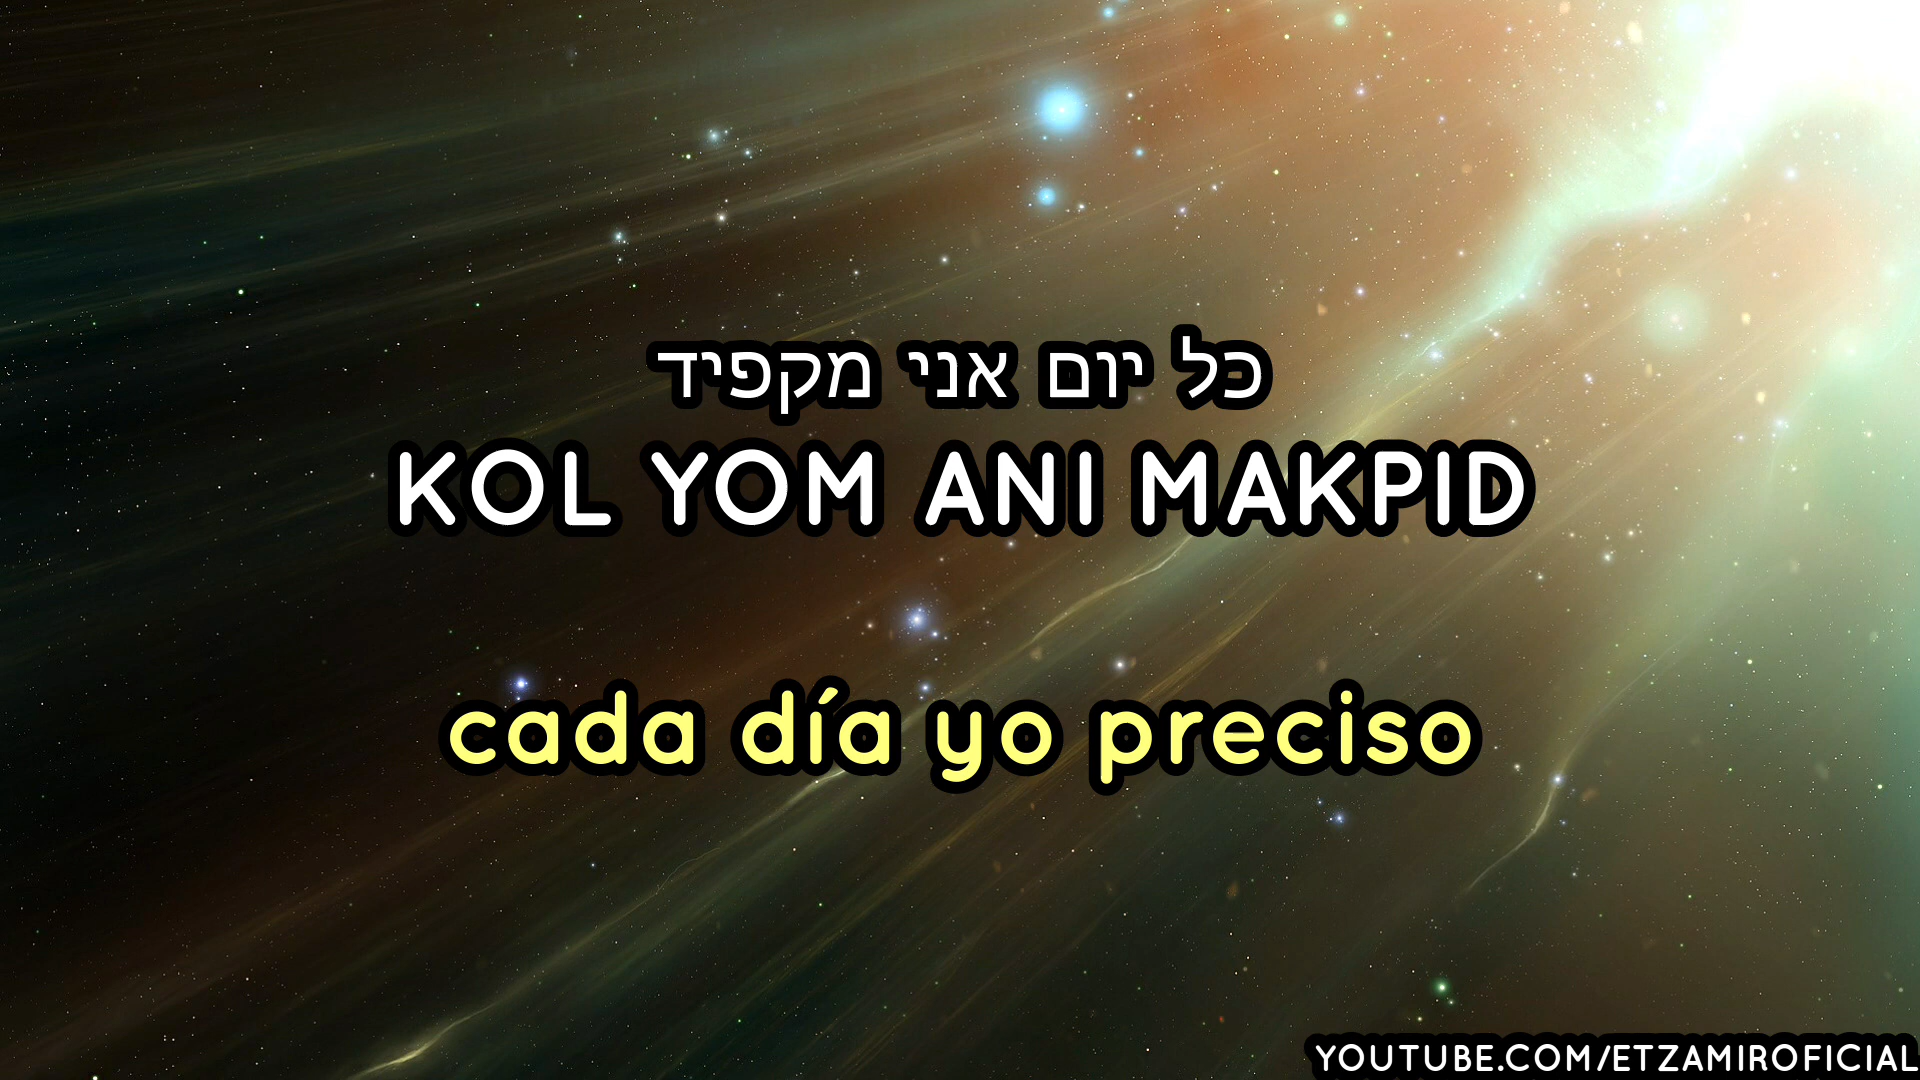 כל יום אני מקפיד
KOL YOM ANI MAKPID
cada día yo preciso
YOUTUBE.COM/ETZAMIROFICIAL